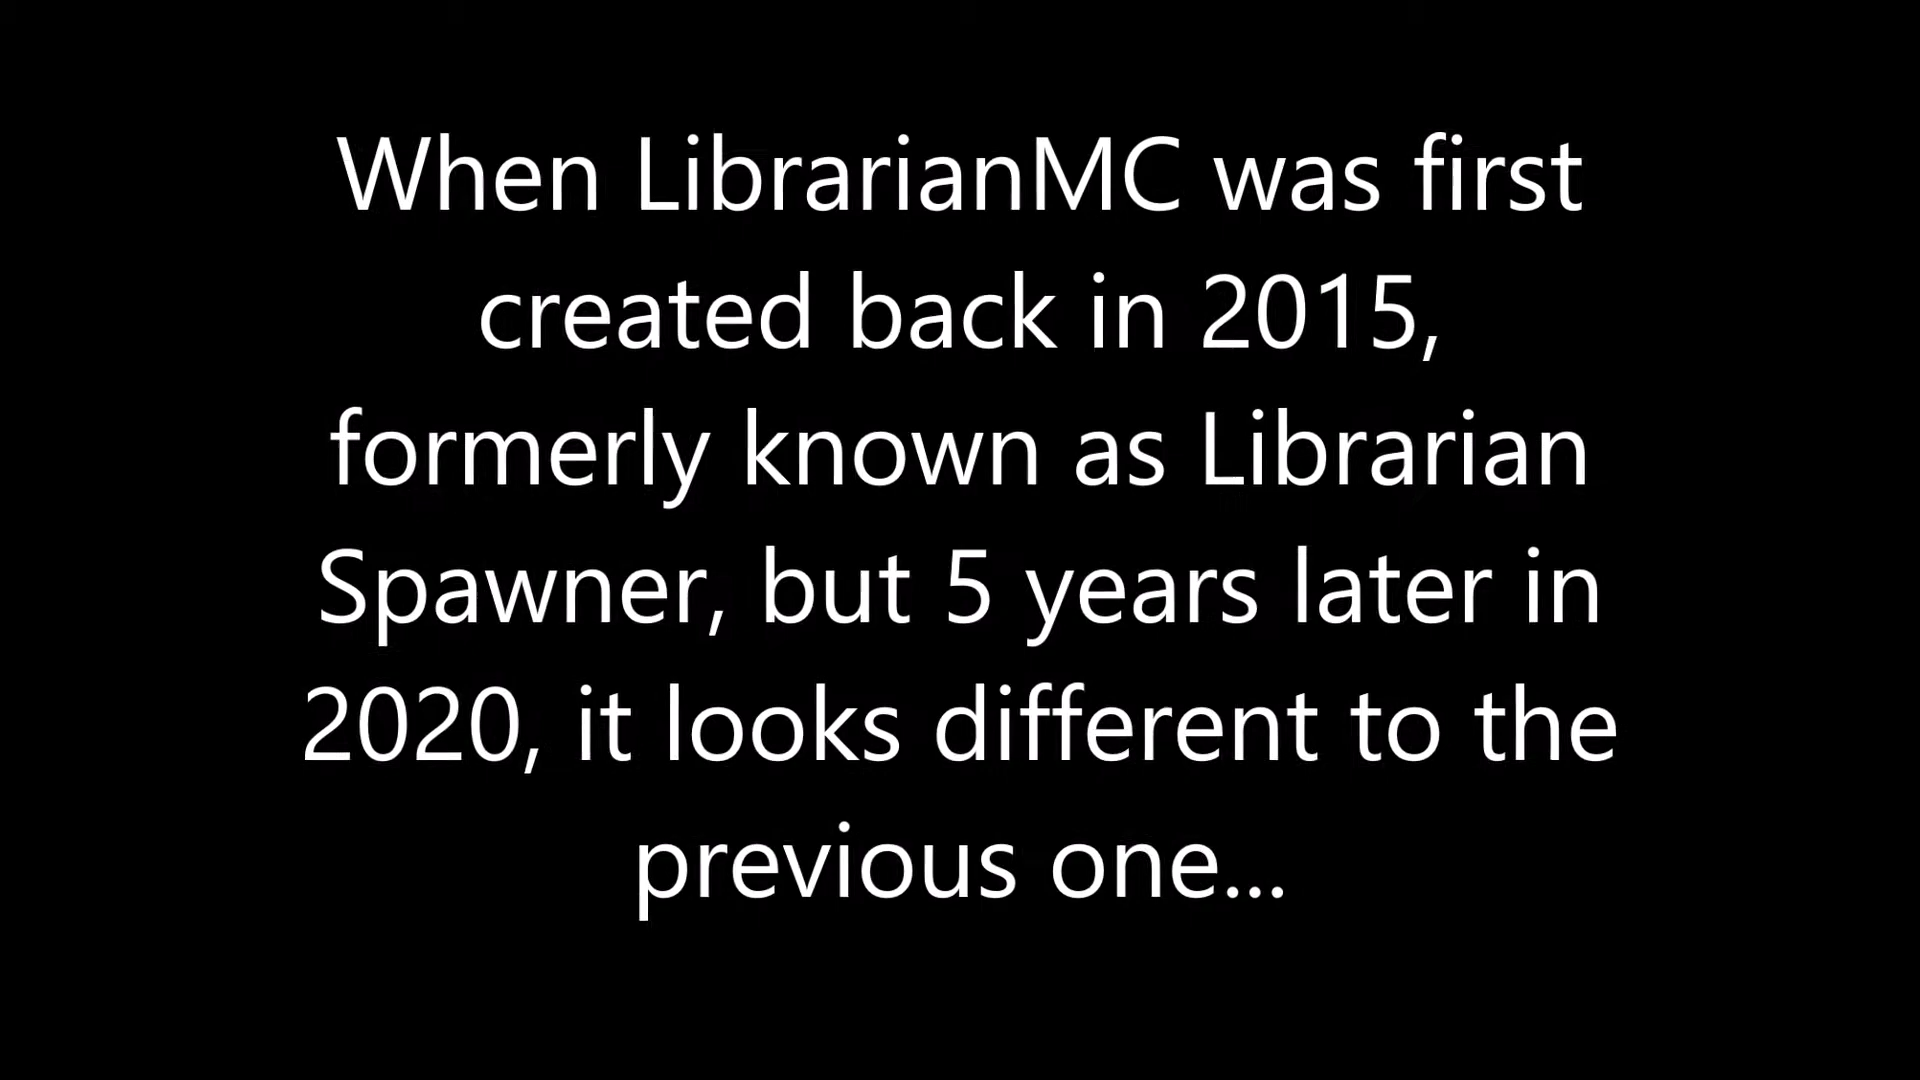 When LibrarianMC was first
created back in 2015,
formerly known as Librarian
Spawner, but 5 years later in
2020, it looks different to the
previous one...